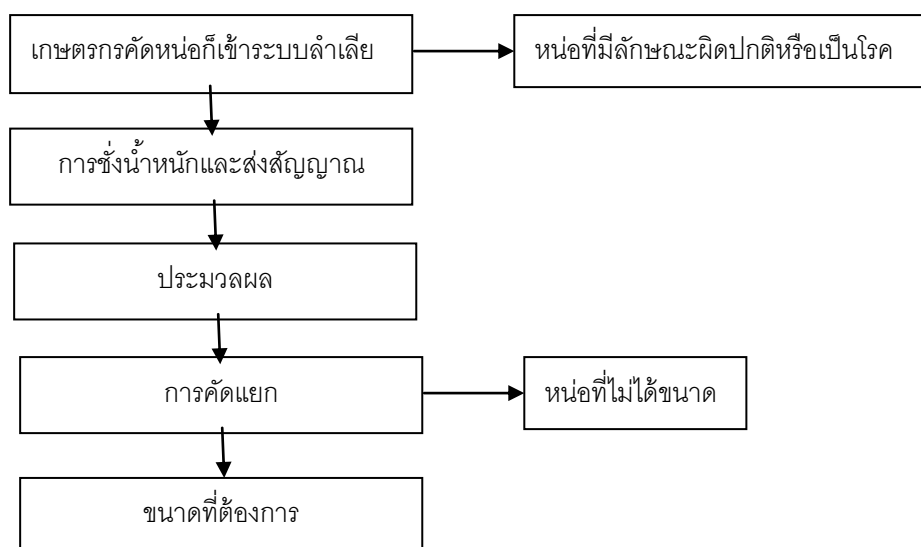 เกษตรกรคัดหน่อก็เข้าระบบลำเลีย
หน่อที่มีลักษณะผิดปกติหรือเป็นโรค
การชั่งน้ำหนักและส่งสัญญาณ
ประมวลผล
การคัดแยก
หน่อที่ไม่ได้ขนาด
ขนาดที่ต้องการ